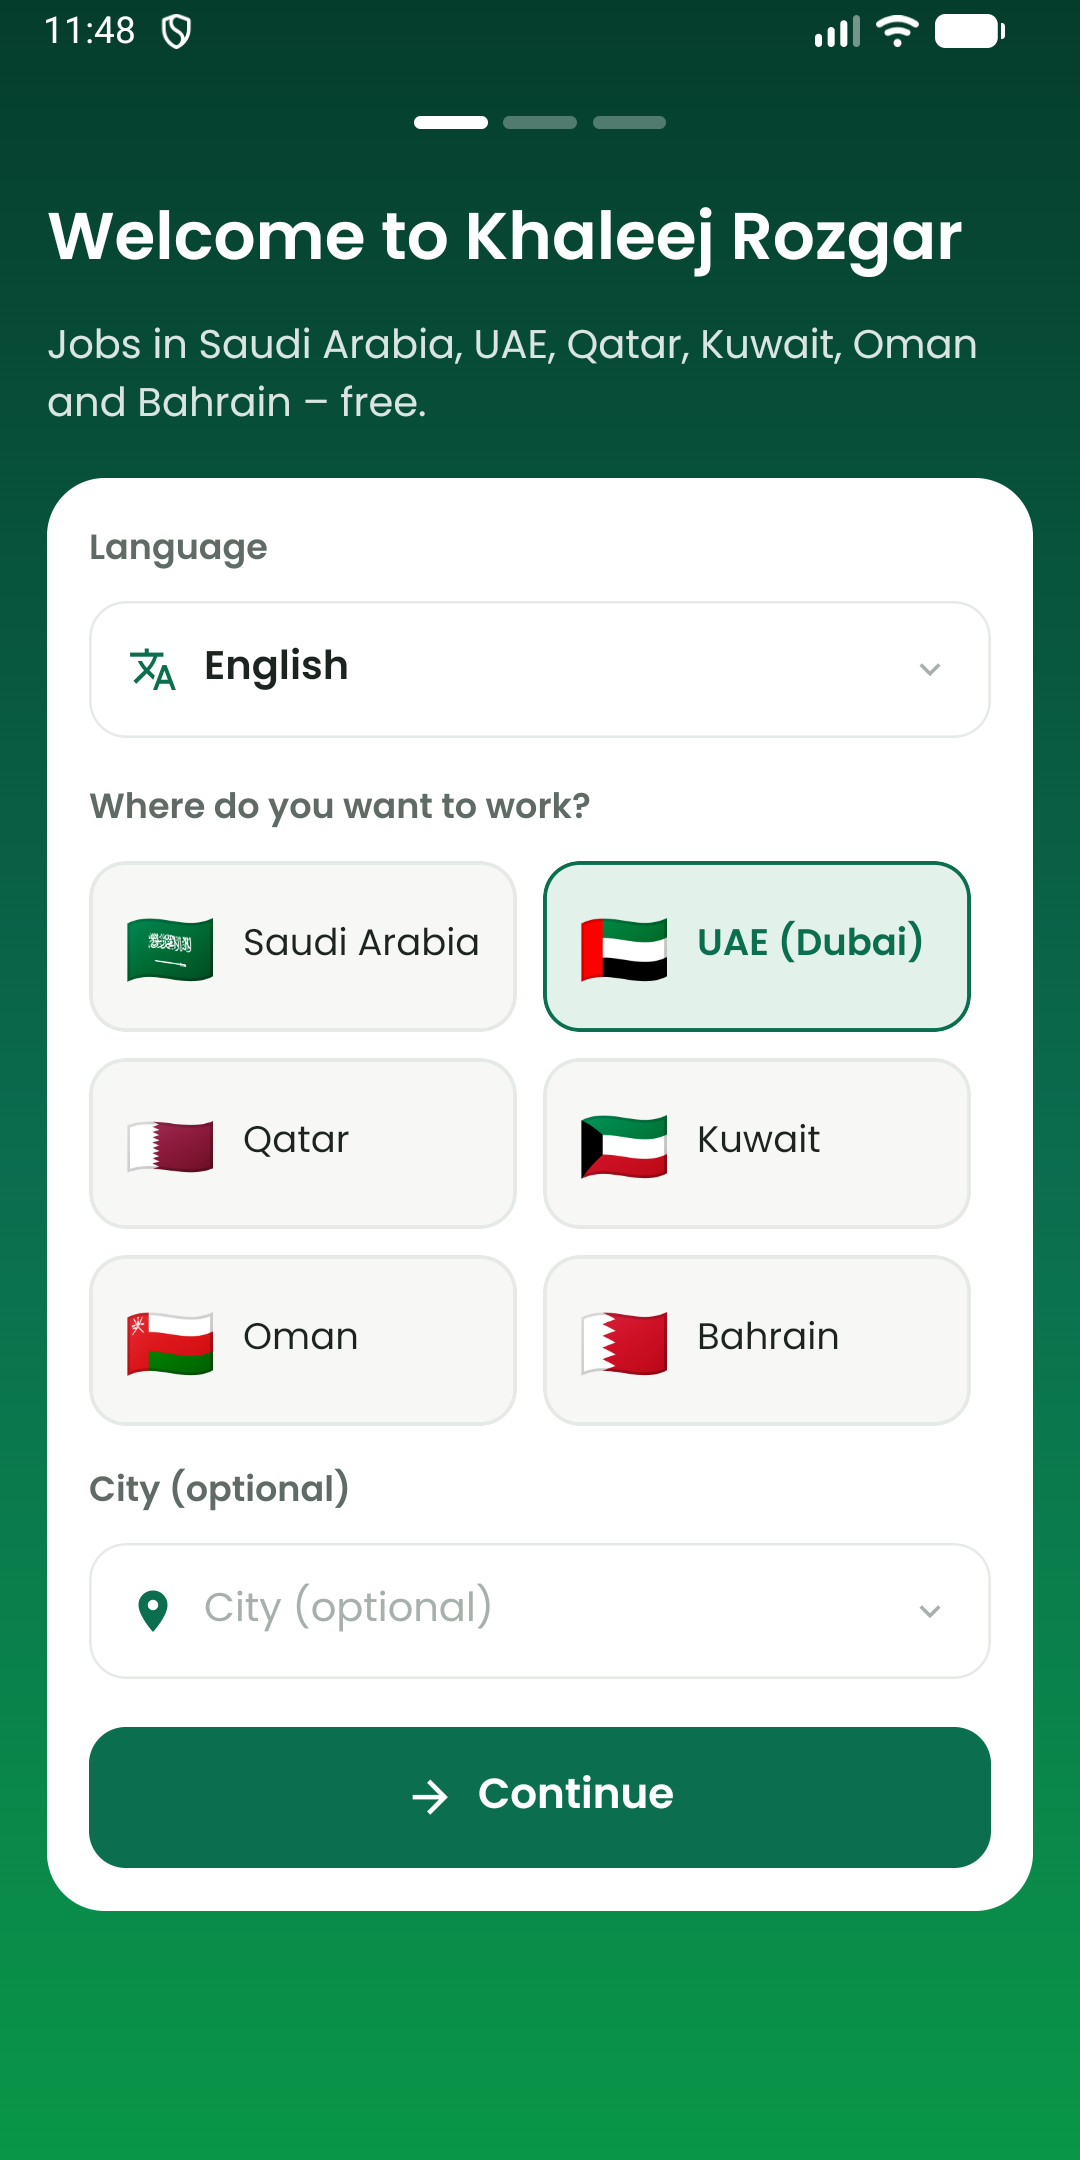 11:48
Welcome to Khaleej Rozgar
Jobs in Saudi Arabia, UAE, Qatar, Kuwait, Oman
and Bahrain – free.
Language
English
Where do you want to work?
Saudi Arabia
UAE (Dubai)
Qatar
Kuwait
Oman
Bahrain
City (optional)
City (optional)
Continue